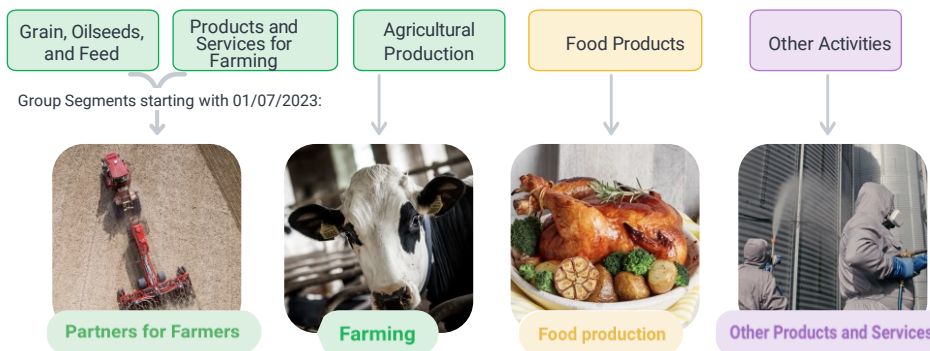 Grain, Oilseeds,
and Feed
Products and
Services for
Farming
Agricultural
Production
Food Products
Other Activities
Group Segments starting with 01/07/2023:
Partners for Farmers
Farming
Food production
Other Products and Services